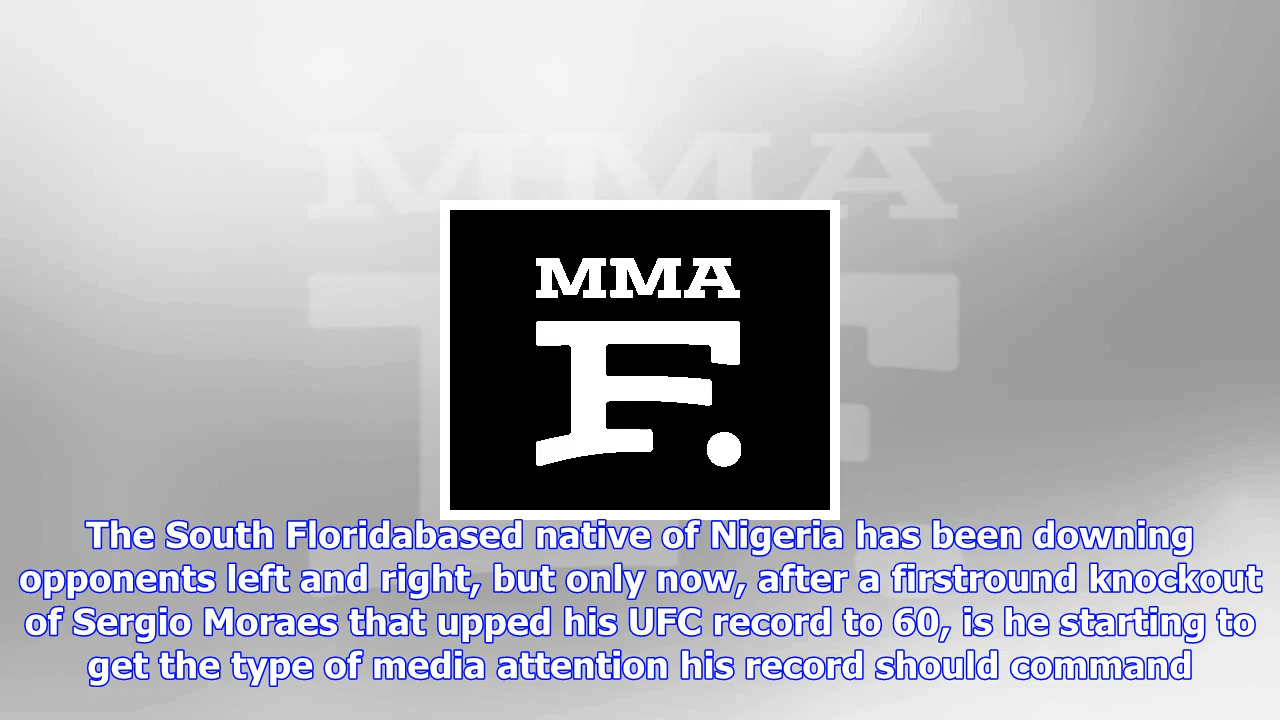 MMA
F.
The South Floridabased native of Nigeria has been downing
opponents left and right, but only now, after a firstround knockout
of Sergio Moraes that upped his UFC record to 60, is he starting to
get the type of media attention his record should command